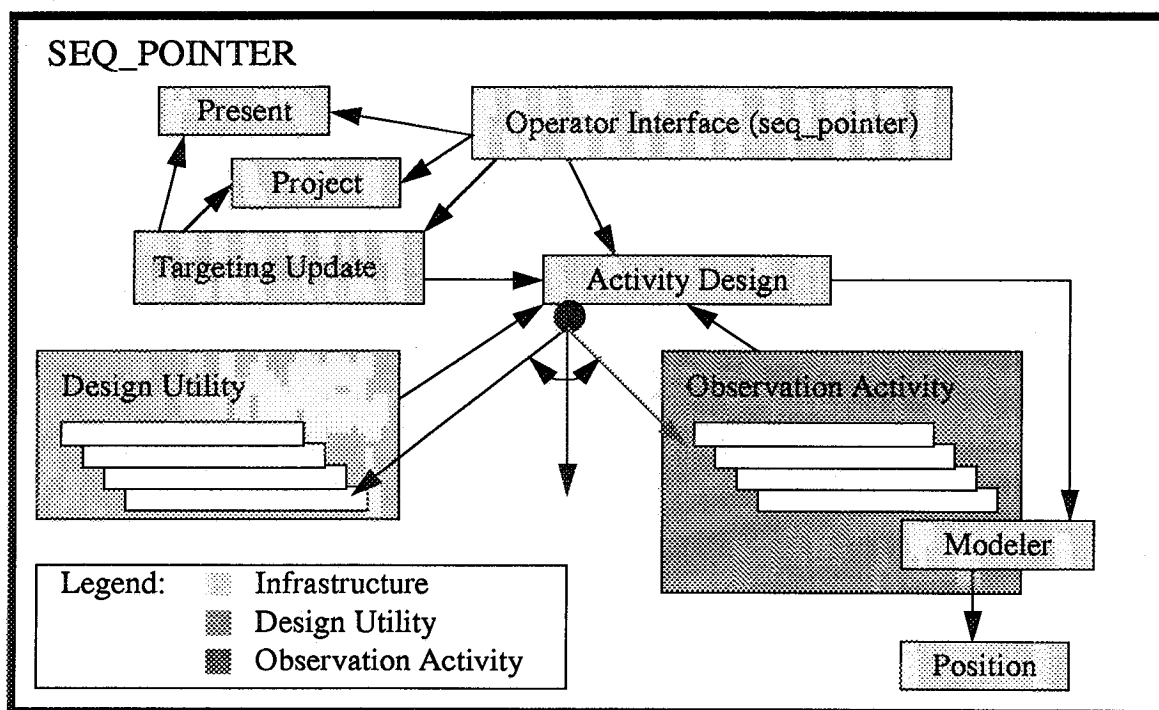 SEQ_POINTER
Present
Operator Interface (seq_pointer)
Project
Targeting Update
Activity Design
Design Utility
Observation Activity
Modeler
Legend:
Infrastructure
Design Utility
Observation Activity
Position